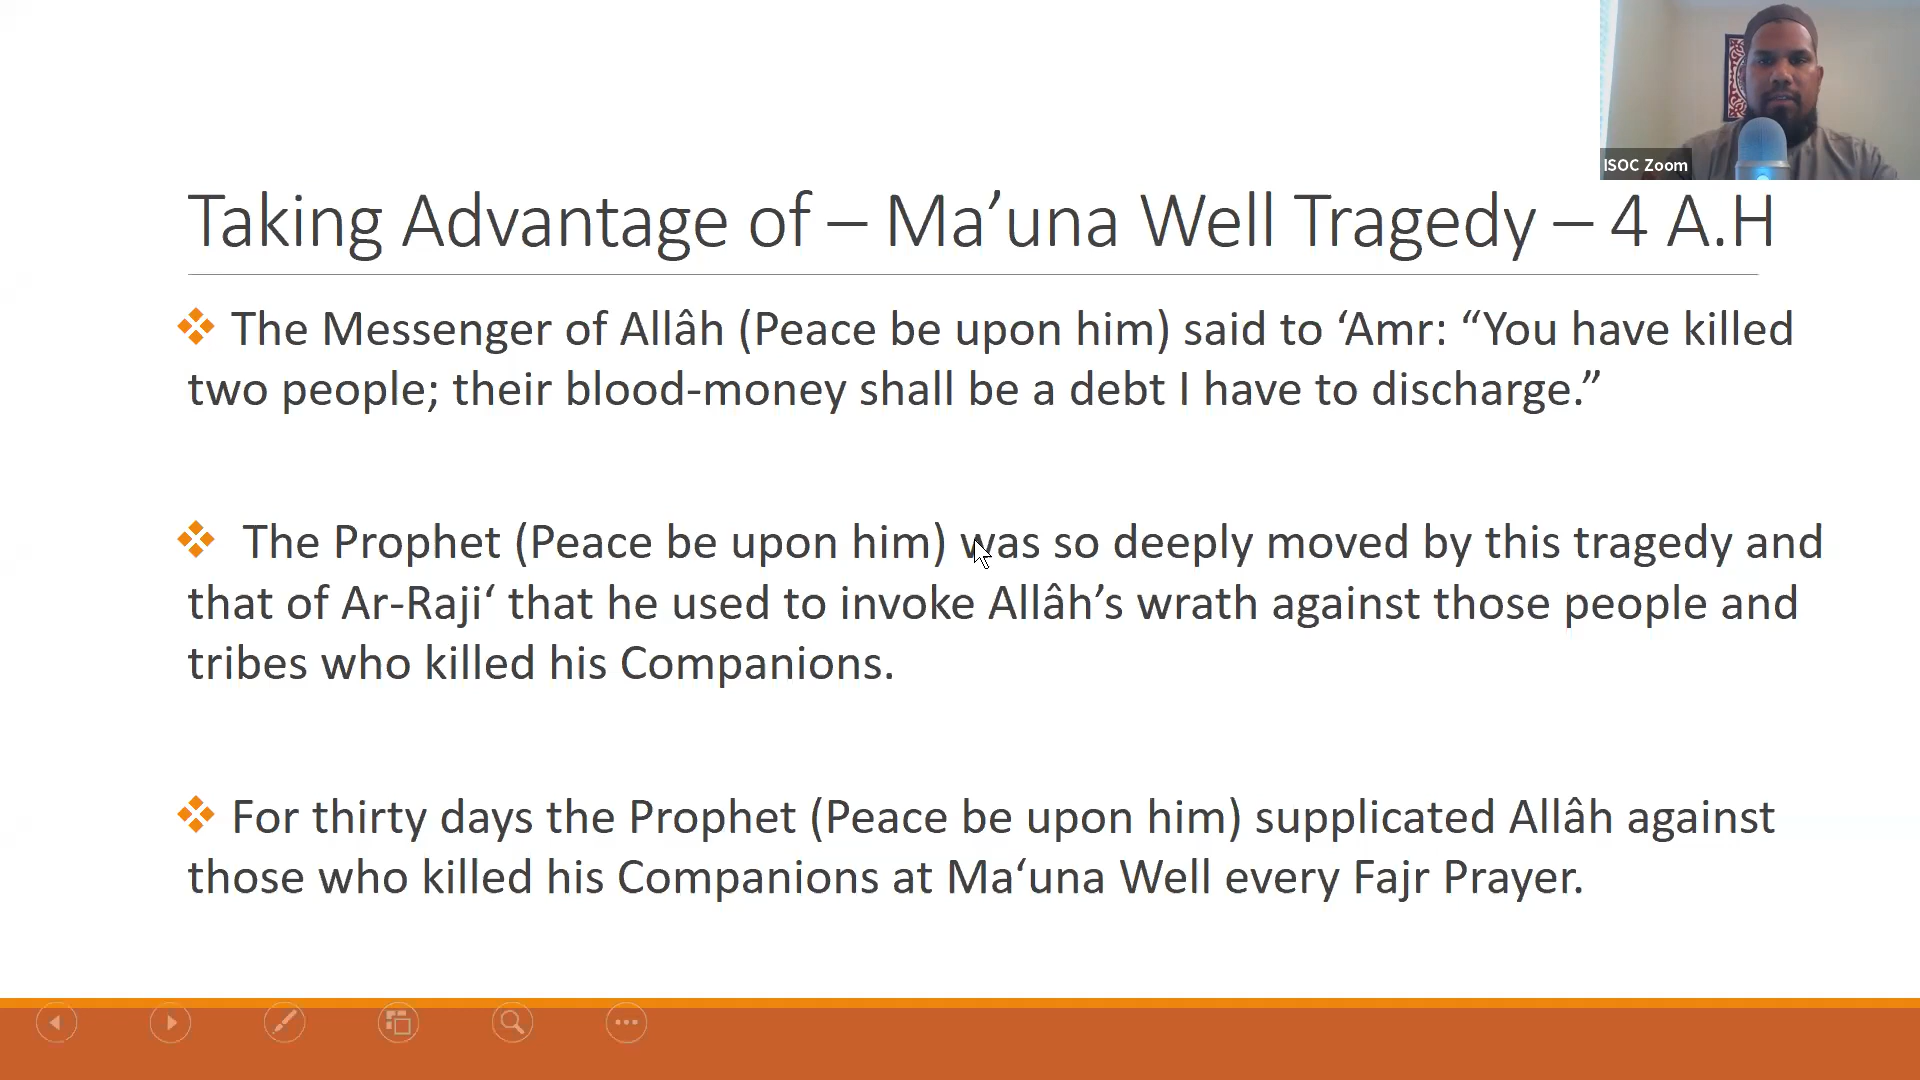 ISOC Zoom
Taking Advantage of – Ma’una Well Tragedy – 4 A.H
The Messenger of Allâh (Peace be upon him) said to ‘Amr: “You have killed
two people; their blood-money shall be a debt I have to discharge.”
The Prophet (Peace be upon him) was so deeply moved by this tragedy and
that of Ar-Raji‘ that he used to invoke Allâh’s wrath against those people and
tribes who killed his Companions.
For thirty days the Prophet (Peace be upon him) supplicated Allâh against
those who killed his Companions at Ma‘una Well every Fajr Prayer.